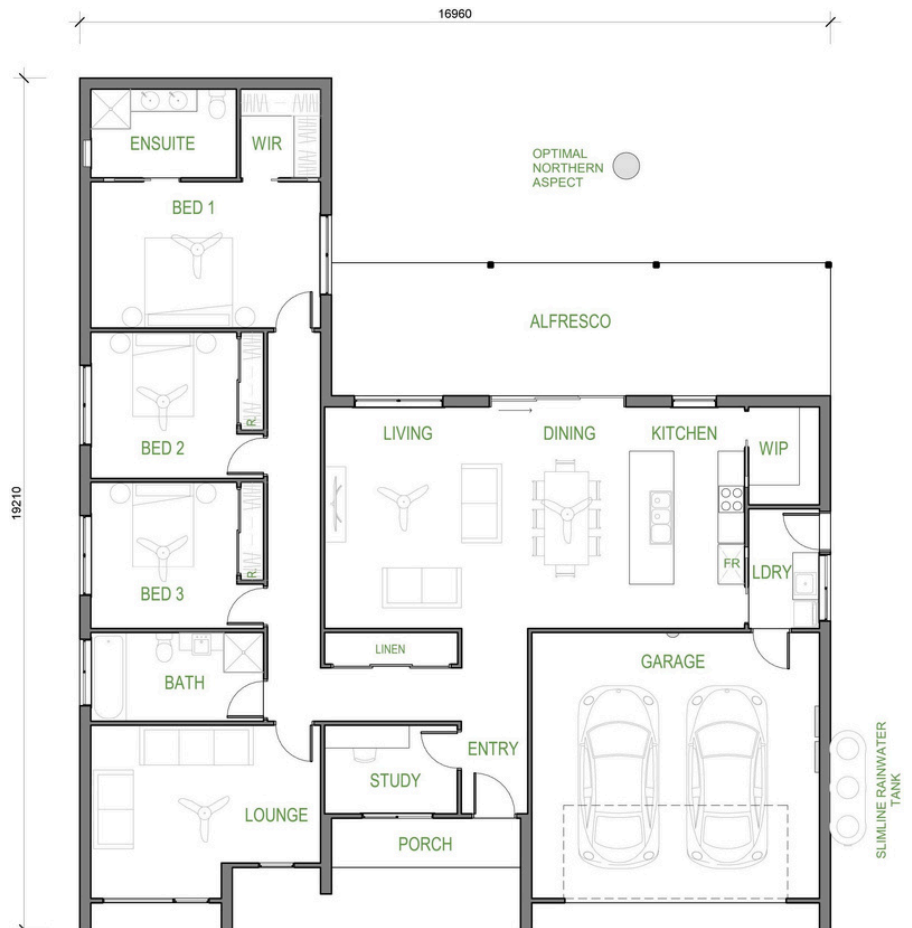 16960
ENSUITE
WIR
OPTIMAL
NORTHERN
ASPECT
BED 1
ALFRESCO
R.
BED 2
LIVING
DINING
KITCHEN
WIP
19210
R.
BED 3
FR
LDRY
LINEN
BATH
GARAGE
ENTRY
STUDY
LOUNGE
PORCH
SLIMLINE RAINWATER
TANK